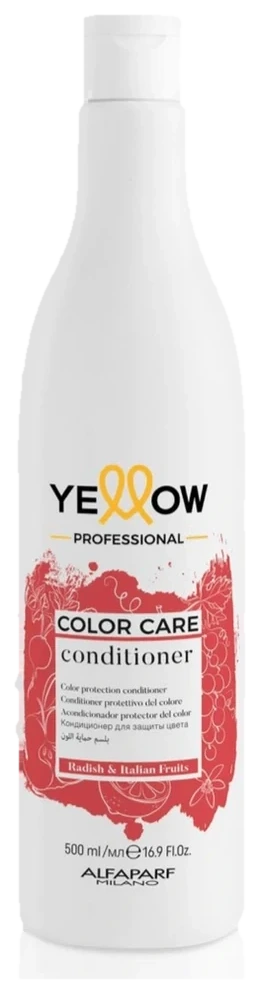 YELLOW
PROFESSIONAL
COLOR CARE
conditioner
Color protection conditioner
Conditioner protettivo del colore
Acondicionador protector del color
Кондиционер для защиты цвета
بلسم حماية اللون
Radish & Italian Fruits
500 ml/мл ℮ 16.9 Fl.Oz.
ALFAPARF
MILANO